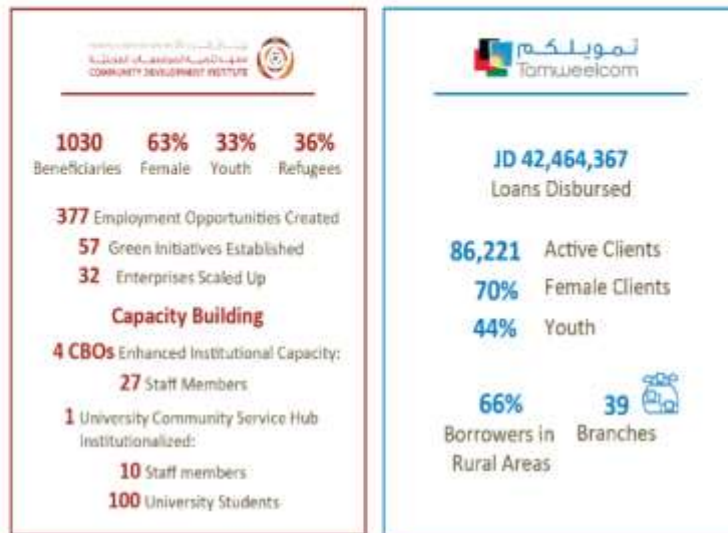 COMMUNITY DEVELOPMENT INSTITUTE
1030 63% 33% 36%
Beneficiaries Female Youth Refugees
377 Employment Opportunities Created
57 Green Initiatives Established
32 Enterprises Scaled Up
Capacity Building
4 CBOs Enhanced Institutional Capacity:
27 Staff Members
1 University Community Service Hub
Institutionalized:
10 Staff members
100 University Students
تمويلكم
Tamweelcom
JD 42,464,367
Loans Disbursed
86,221 Active Clients
70% Female Clients
44% Youth
66% 39
Borrowers in Branches
Rural Areas